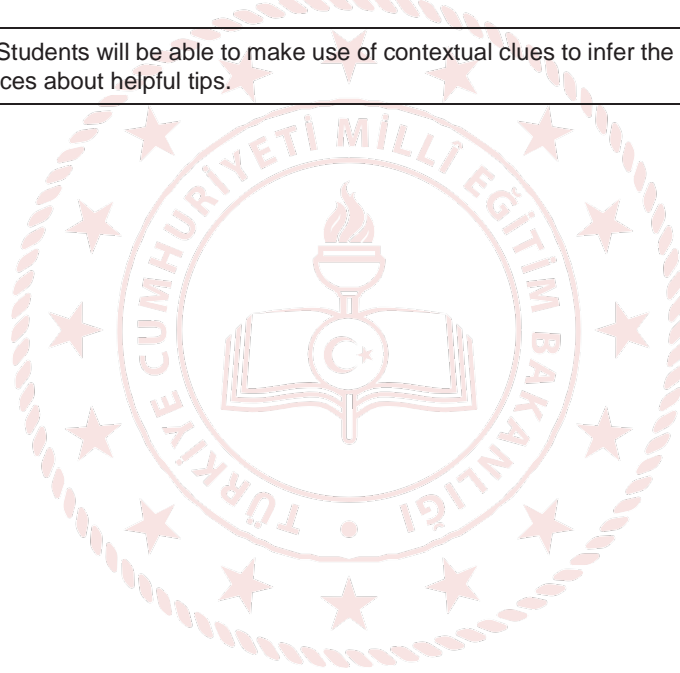 Students will be able to make use of contextual clues to infer the
ces about helpful tips.
TÜRKİYE CUMHURİYETİ MİLLÎ EĞİTİM BAKANLIĞI